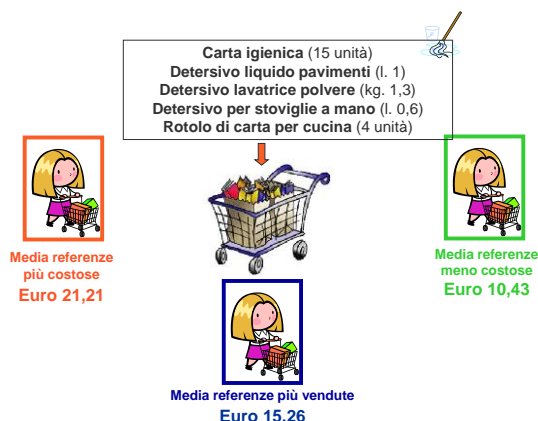 Carta igienica (15 unità)
Detersivo liquido pavimenti (l. 1)
Detersivo lavatrice polvere (kg. 1,3)
Detersivo per stoviglie a mano (l. 0,6)
Rotolo di carta per cucina (4 unità)
Media referenze
più costose
Euro 21,21
Media referenze
meno costose
Euro 10,43
Media referenze più vendute
Euro 15,26